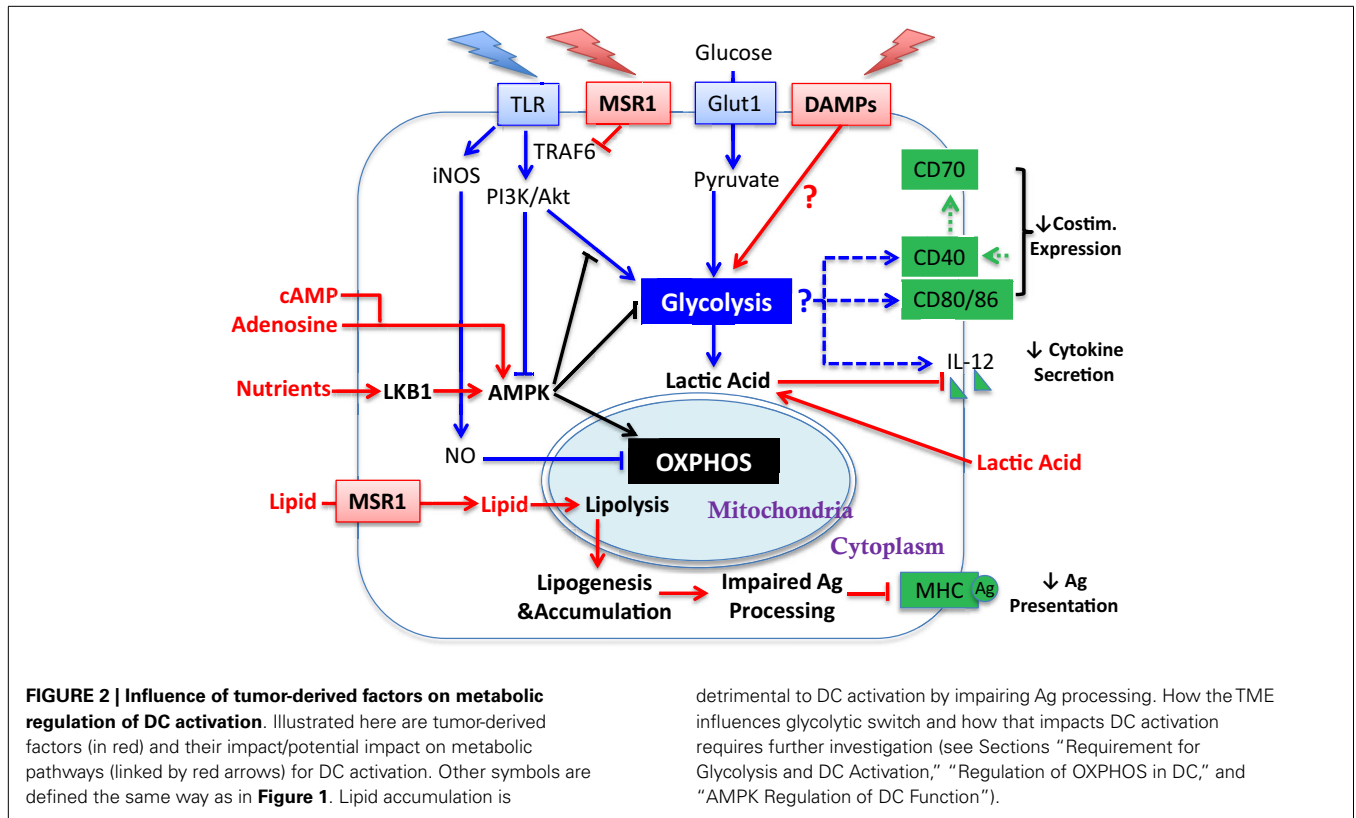 Glucose
TLR
MSR1
Glut1
DAMPs
TRAF6
iNOS
PI3K/Akt
Pyruvate
?
CD70
CD40
CD80/86
↓Costim.
Expression
cAMP
Adenosine
Glycolysis
?
Nutrients
LKB1
AMPK
Lactic Acid
IL-12
↓ Cytokine
Secretion
NO
OXPHOS
Lactic Acid
Lipid
MSR1
Lipid
Lipolysis
Mitochondria
Cytoplasm
Lipogenesis
&Accumulation
Impaired Ag
Processing
MHC
Ag
↓ Ag
Presentation
FIGURE 2 | Influence of tumor-derived factors on metabolic
regulation of DC activation. Illustrated here are tumor-derived
factors (in red) and their impact/potential impact on metabolic
pathways (linked by red arrows) for DC activation. Other symbols are
defined the same way as in Figure 1. Lipid accumulation is
detrimental to DC activation by impairing Ag processing. How the TME
influences glycolytic switch and how that impacts DC activation
requires further investigation (see Sections “Requirement for
Glycolysis and DC Activation,” “Regulation of OXPHOS in DC,” and
“AMPK Regulation of DC Function”).